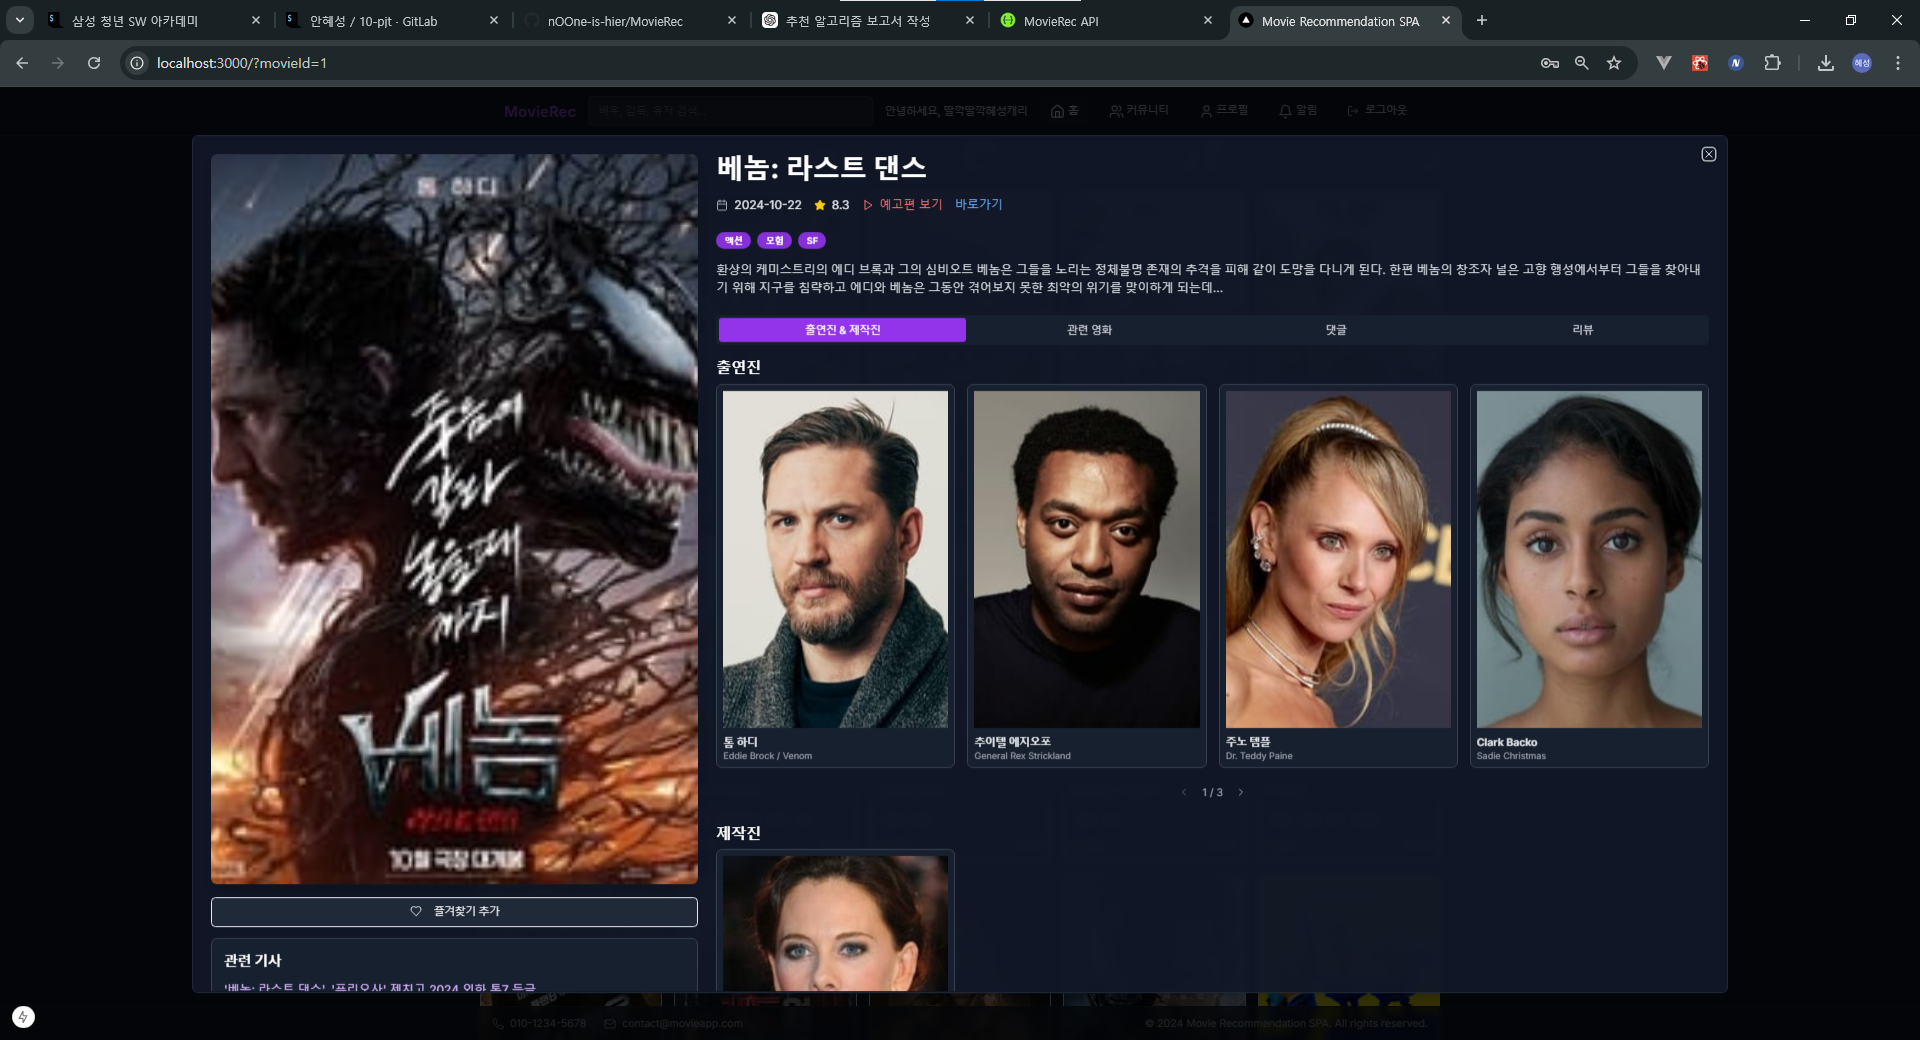 삼성 청년 SW 아카데미
안혜성 / 10-pjt · GitLab
nOOne-is-hier/MovieRec
추천 알고리즘 보고서 작성
MovieRec API
Movie Recommendation SPA
localhost:3000/?movieId=1
혜성
MovieRec
배우, 감독, 유저 검색...
안녕하세요, 딸깍딸깍혜성캐리
홈
커뮤니티
프로필
알림
로그아웃
톰 하디
죽음이
갈라
놓을 때
까지
베놈
라스트 댄스
10월 극장 대개봉
베놈: 라스트 댄스
2024-10-22
8.3
예고편 보기
바로가기
액션
모험
SF
환상의 케미스트리의 에디 브록과 그의 심비오트 베놈은 그들을 노리는 정체불명 존재의 추격을 피해 같이 도망을 다니게 된다. 한편 베놈의 창조자 널은 고향 행성에서부터 그들을 찾아내
기 위해 지구를 침략하고 에디와 베놈은 그동안 겪어보지 못한 최악의 위기를 맞이하게 되는데...
출연진 & 제작진
관련 영화
댓글
리뷰
출연진
톰 하디
Eddie Brock / Venom
추이텔 에지오포
General Rex Strickland
주노 템플
Dr. Teddy Paine
Clark Backo
Sadie Christmas
1 / 3
제작진
즐겨찾기 추가
관련 기사
'베놈: 라스트 댄스', '퓨리오사' 제치고 2024 외화 톱7 등극
010-1234-5678
contact@movieapp.com
© 2024 Movie Recommendation SPA. All rights reserved.